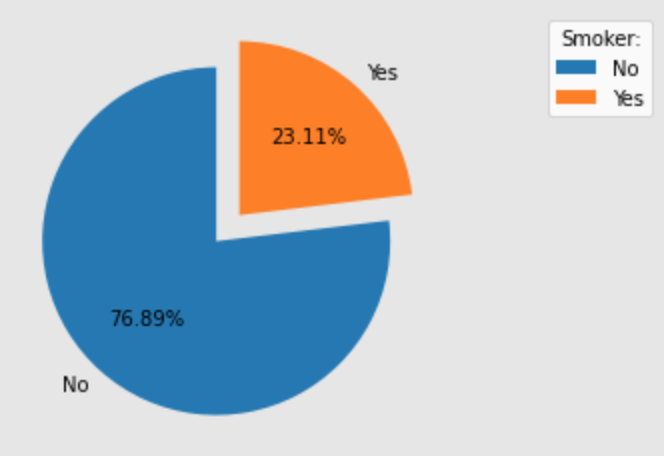 Smoker:
No
Yes
Yes
23.11%
76.89%
No